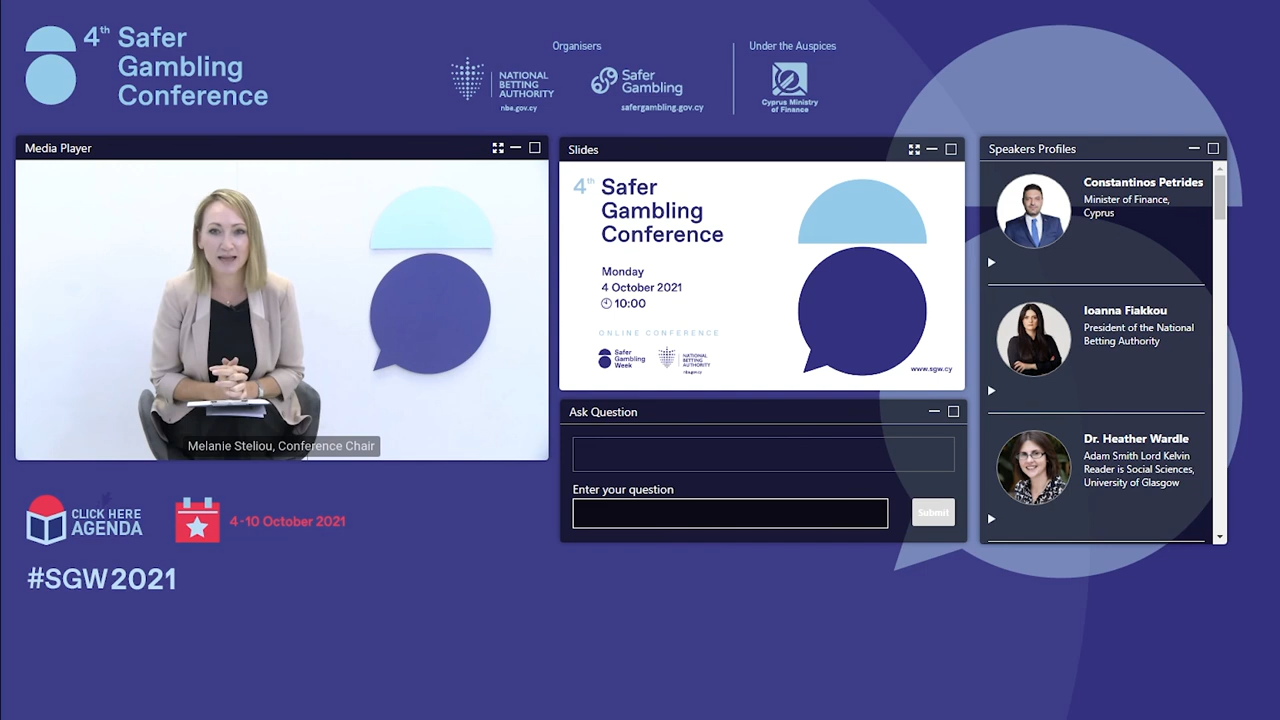 4th Safer
Gambling
Conference
Organisers
NATIONAL
BETTING
AUTHORITY
nba.gov.cy
Safer
Gambling
safergambling.gov.cy
Under the Auspices
Cyprus Ministry
of Finance
Media Player
Melanie Steliou, Conference Chair
Slides
4th Safer
Gambling
Conference
Monday
4 October 2021
10:00
ONLINE CONFERENCE
Safer
Gambling
Week
NATIONAL
BETTING
AUTHORITY
nba.gov.cy
www.sgw.cy
Ask Question
Enter your question
Submit
Speakers Profiles
Constantinos Petrides
Minister of Finance,
Cyprus
Ioanna Fiakkou
President of the National
Betting Authority
Dr. Heather Wardle
Adam Smith Lord Kelvin
Reader is Social Sciences,
University of Glasgow
CLICK HERE
AGENDA
4-10 October 2021
#SGW2021